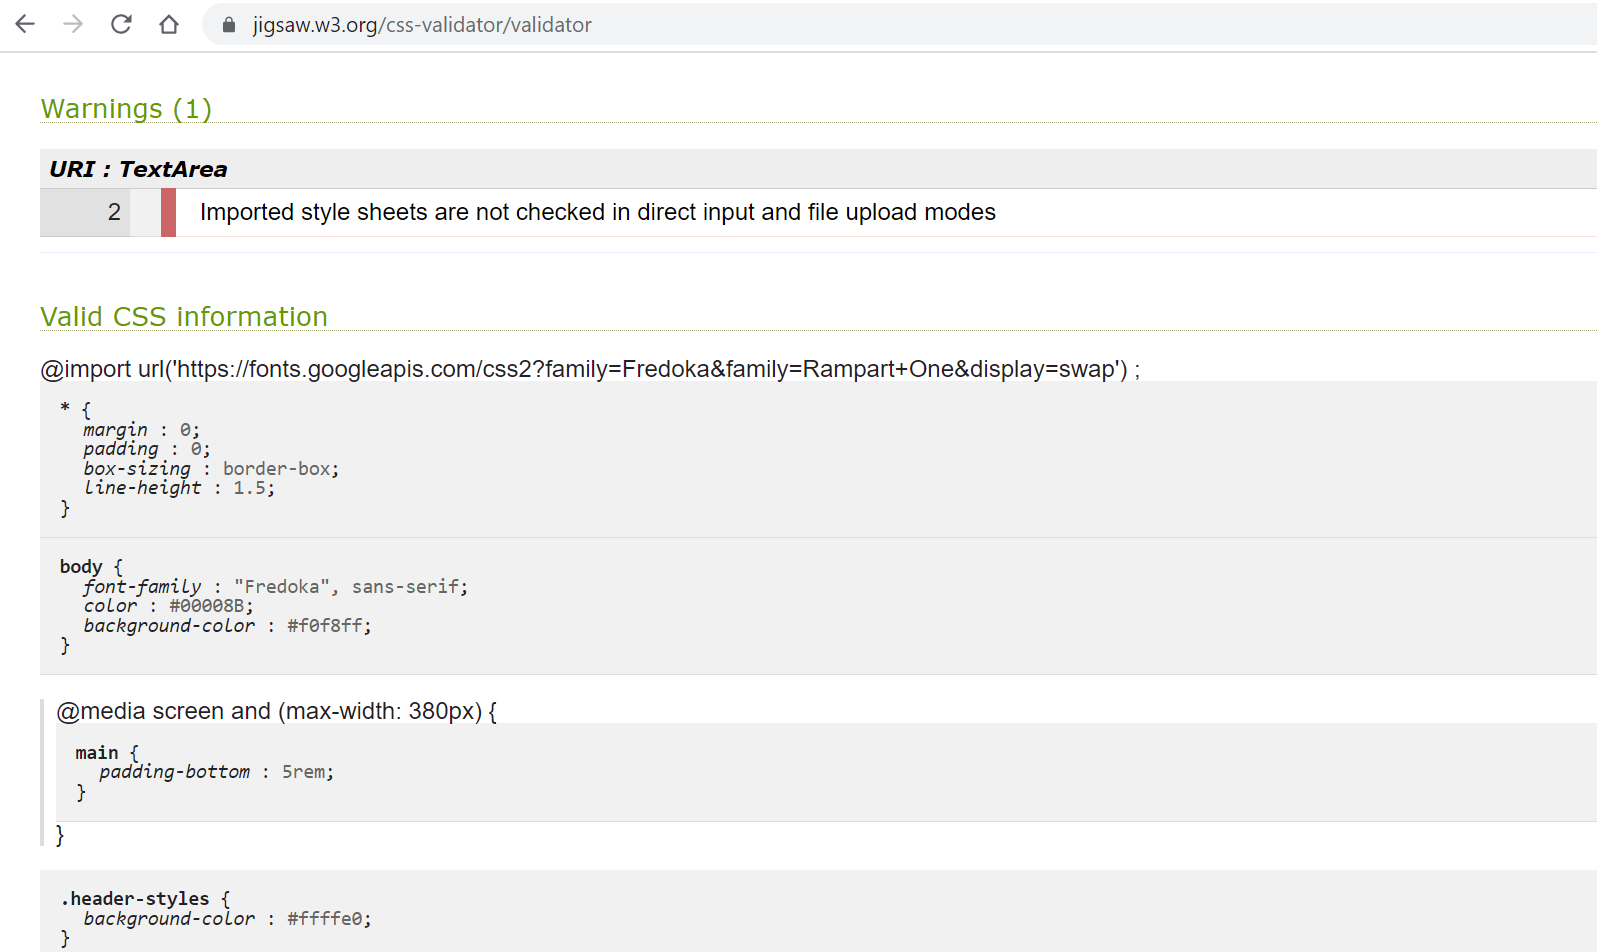 jigsaw.w3.org/css-validator/validator
Warnings (1)
URI : TextArea
2 Imported style sheets are not checked in direct input and file upload modes
Valid CSS information
@import url('https://fonts.googleapis.com/css2?family=Fredoka&family=Rampart+One&display=swap') ;
* {
margin : 0;
padding : 0;
box-sizing : border-box;
line-height : 1.5;
}
body {
font-family : "Fredoka", sans-serif;
color : #00008B;
background-color : #f0f8ff;
}
@media screen and (max-width: 380px) {
main {
padding-bottom : 5rem;
}
}
.header-styles {
background-color : #ffffe0;
}